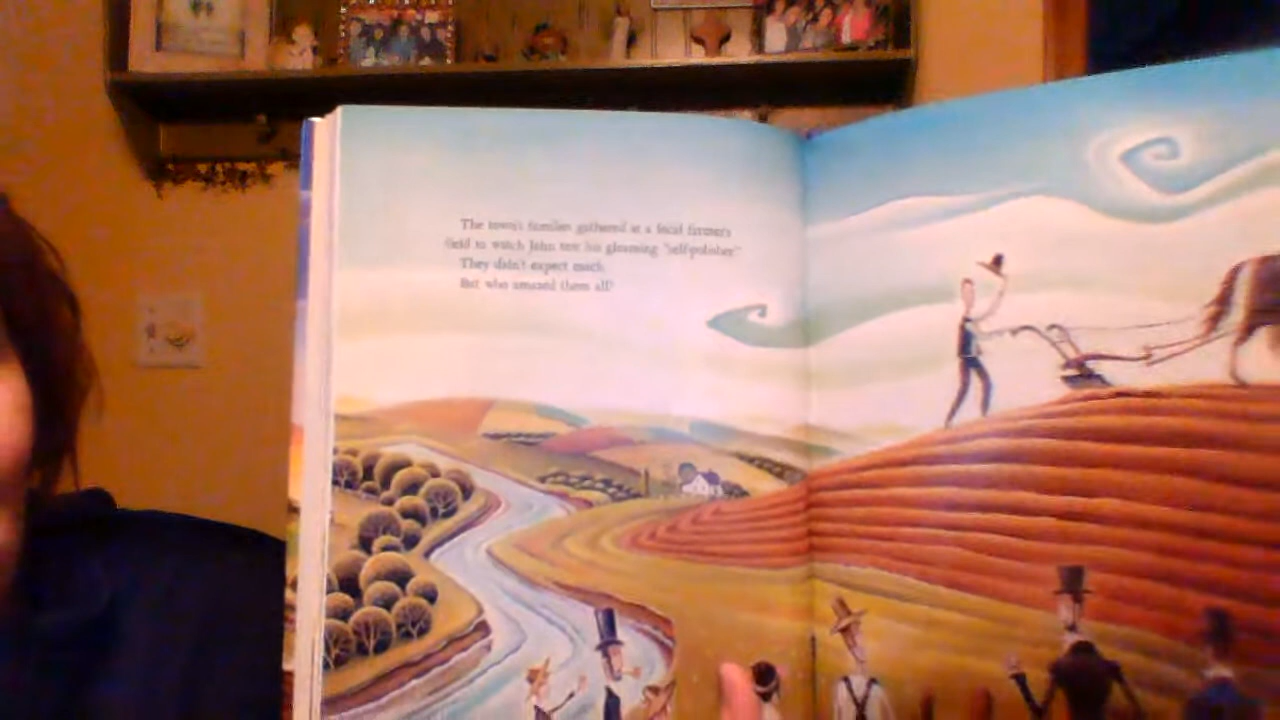 The town's families gathered at a local farmer's
field to watch John test his gleaming "self-polisher."
They didn't expect much.
But who amazed them all?